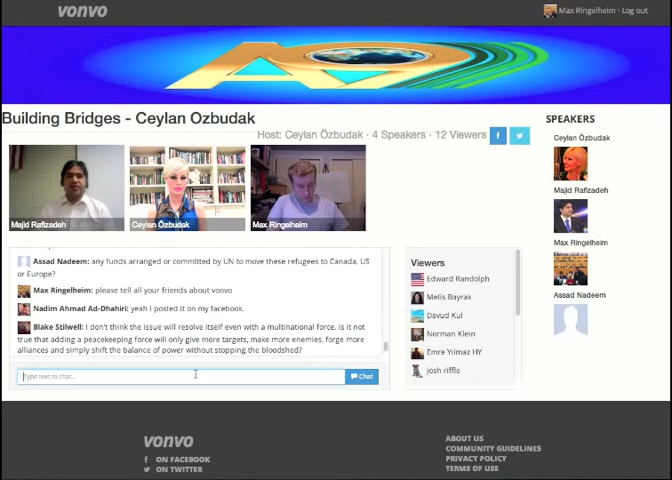 vonvo
Max Ringelheim · Log out
A9
Building Bridges - Ceylan Ozbudak
Host: Ceylan Özbudak · 4 Speakers · 12 Viewers
Majid Rafizadeh
Ceylan Özbudak
Max Ringelheim
SPEAKERS
Ceylan Özbudak
Majid Rafizadeh
Max Ringelheim
Assad Nadeem
Assad Nadeem: any funds arranged or committed by UN to move these refugees to Canada, US
or Europe?
Max Ringelheim: please tell all your friends about vonvo
Nadim Ahmad Ad-Dhahiri: yeah I posted it on my facebook.
Blake Stilwell: I don't think the issue will resolve itself even with a multinational force. Is it not
true that adding a peacekeeping force will only give more targets, make more enemies, forge more
alliances and simply shift the balance of power without stopping the bloodshed?
Type text to chat...
Chat
Viewers
Edward Randolph
Melis Bayrak
Davud Kul
Norman Klein
Emre Yılmaz HY
josh riffle
vonvo
ON FACEBOOK
ON TWITTER
ABOUT US
COMMUNITY GUIDELINES
PRIVACY POLICY
TERMS OF USE